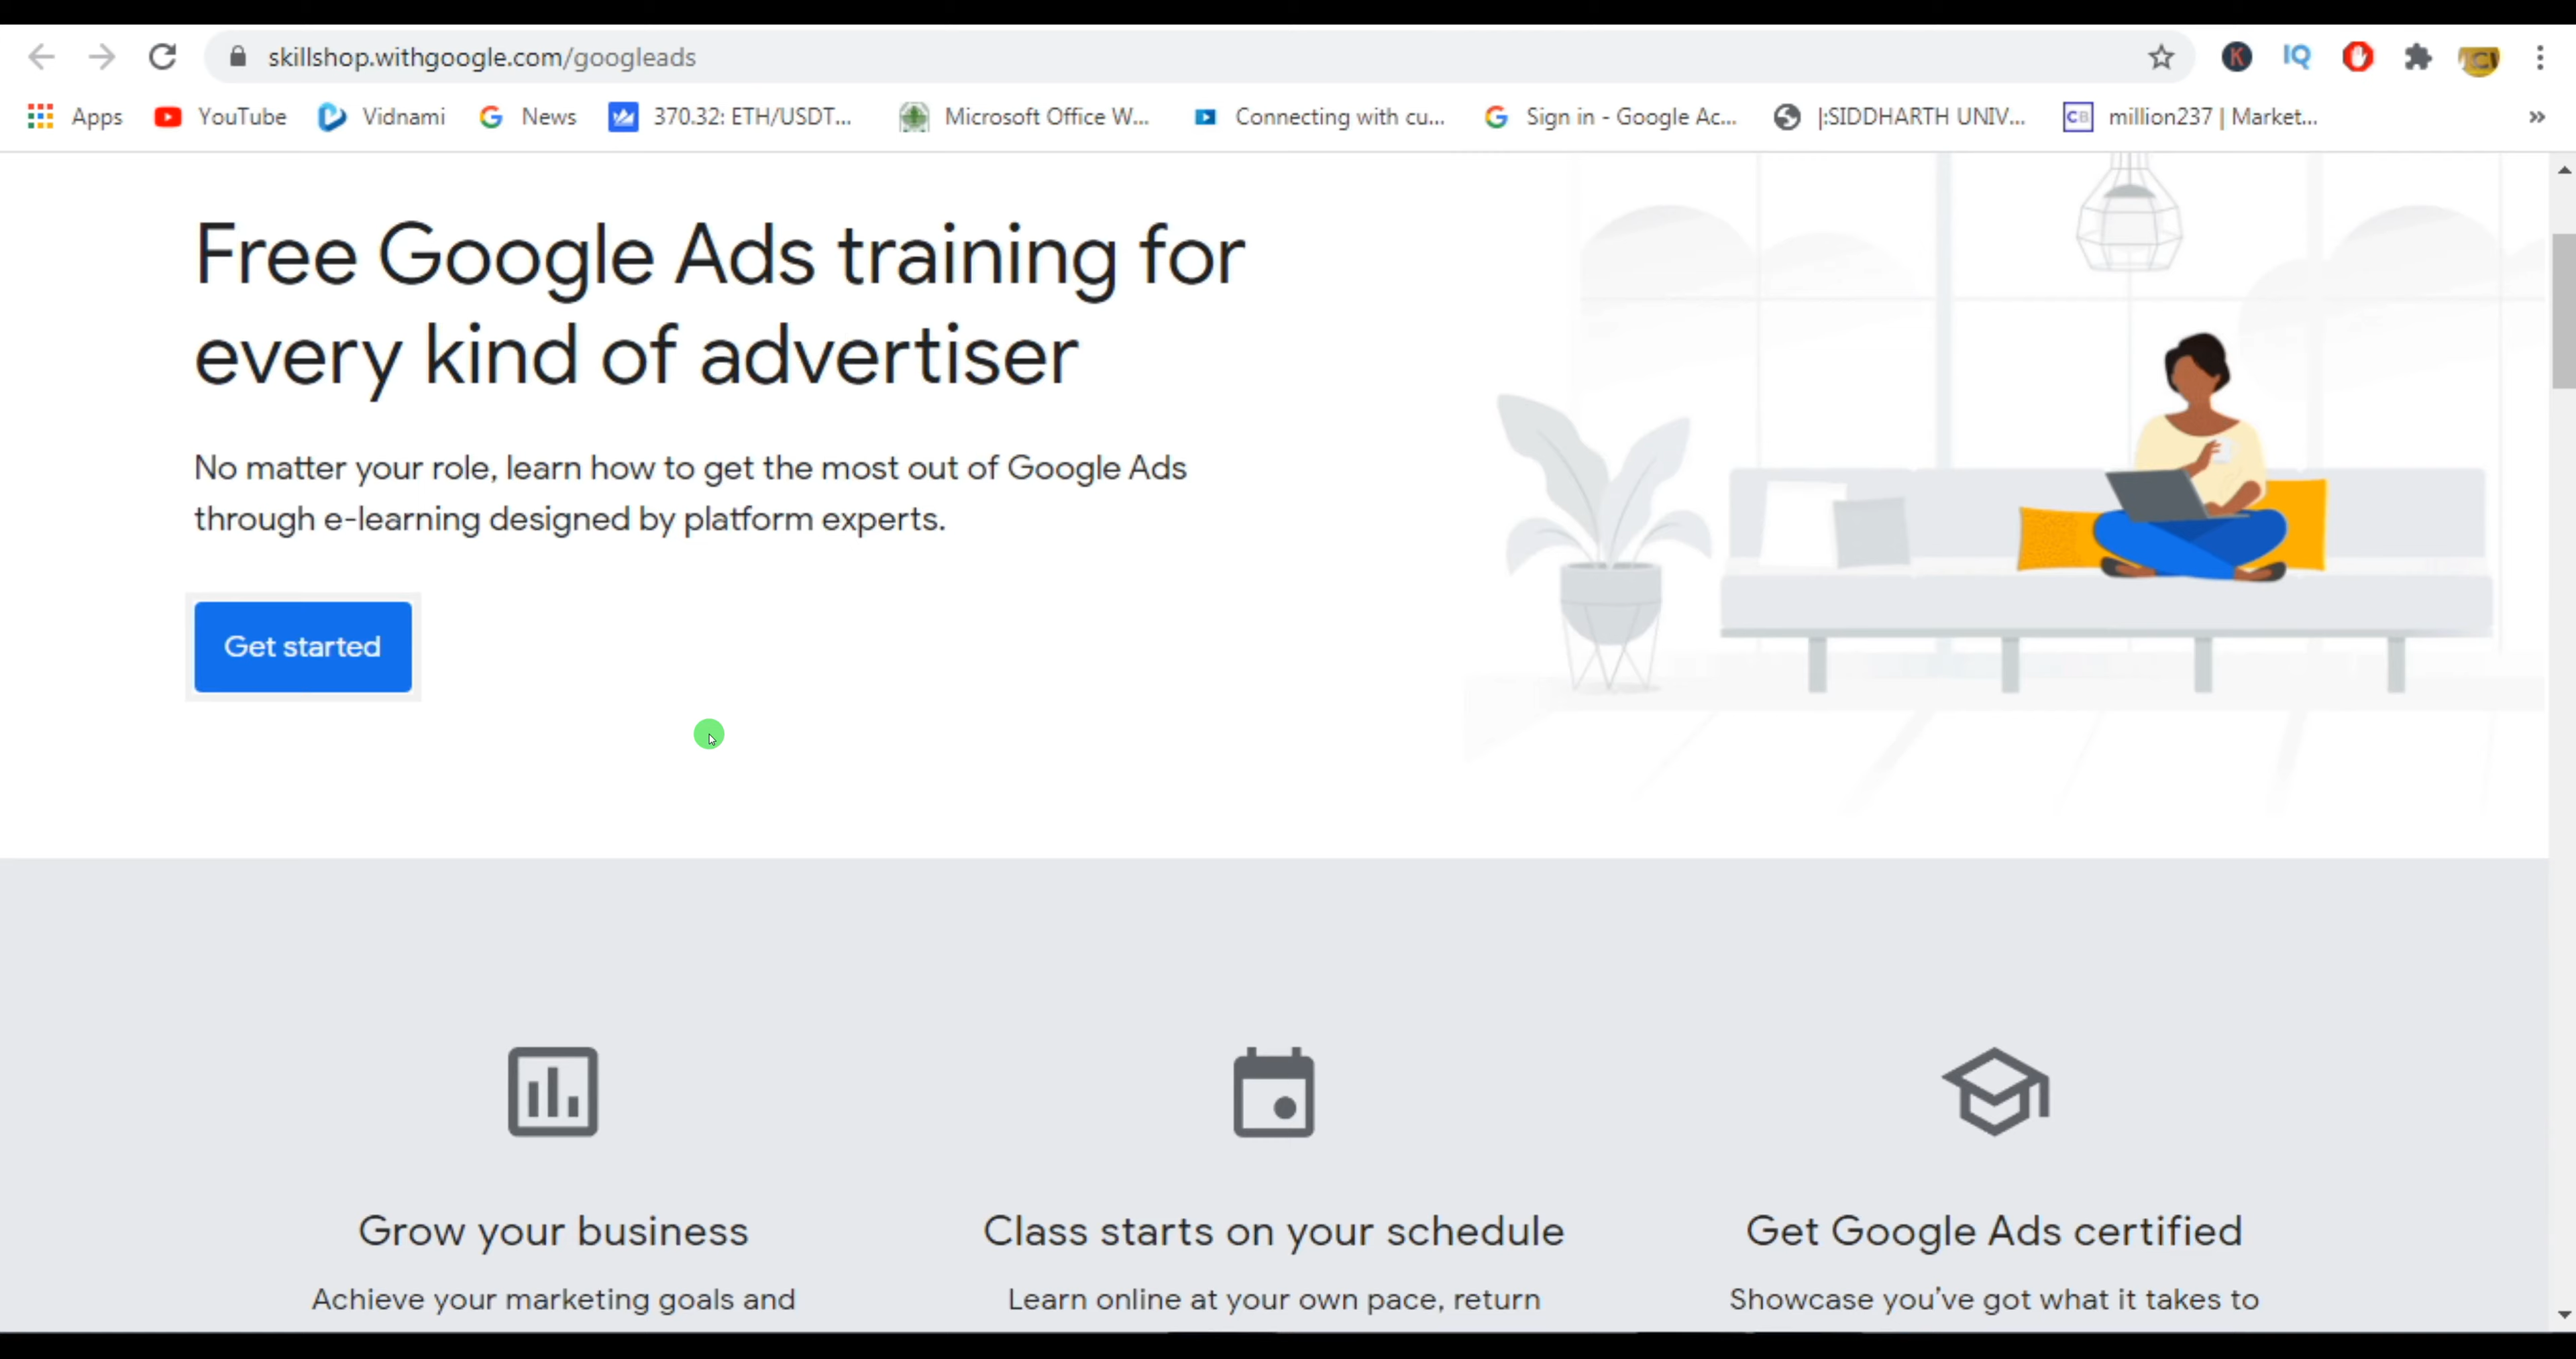 skillshop.withgoogle.com/googleads
K IQ
Apps YouTube Vidnami News 370.32: ETH/USDT... Microsoft Office W... Connecting with cu... Sign in - Google Ac... |:SIDDHARTH UNIV... CB million237 | Market... »
Free Google Ads training for
every kind of advertiser
No matter your role, learn how to get the most out of Google Ads
through e-learning designed by platform experts.
Get started
Grow your business
Achieve your marketing goals and
Class starts on your schedule
Learn online at your own pace, return
Get Google Ads certified
Showcase you’ve got what it takes to